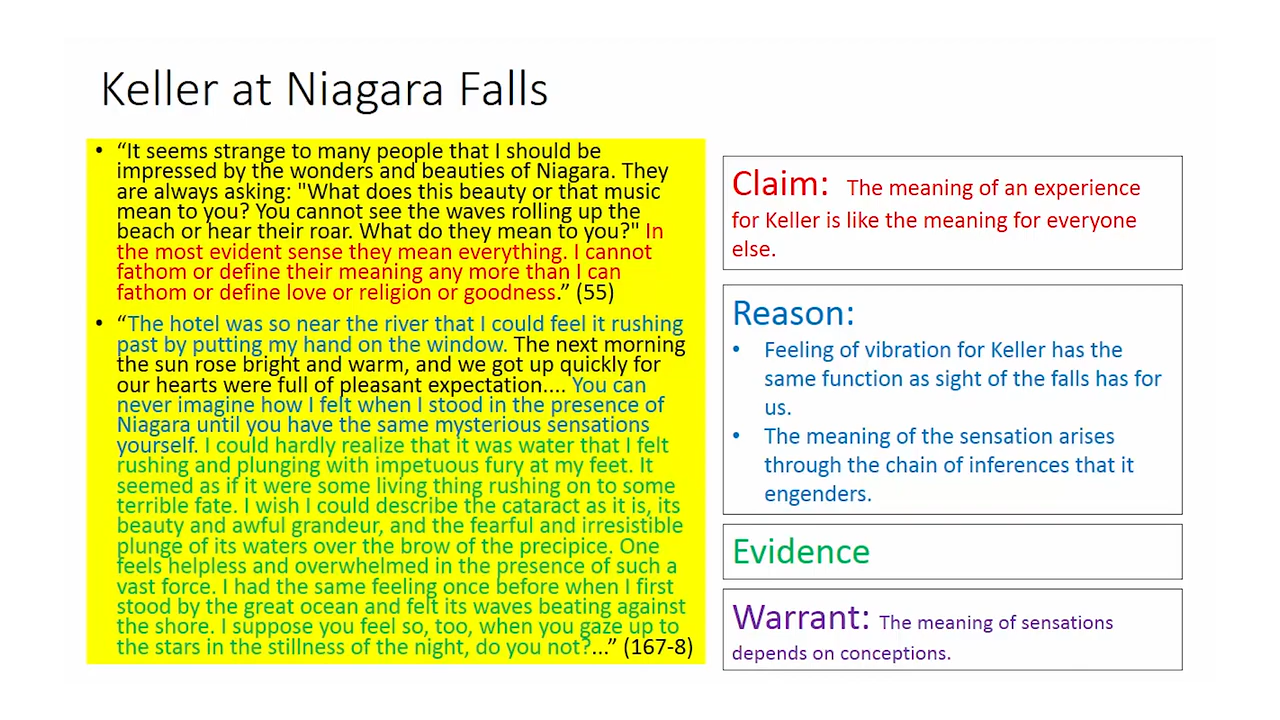 Keller at Niagara Falls
• “It seems strange to many people that I should be
impressed by the wonders and beauties of Niagara. They
are always asking: "What does this beauty or that music
mean to you? You cannot see the waves rolling up the
beach or hear their roar. What do they mean to you?" In
the most evident sense they mean everything. I cannot
fathom or define their meaning any more than I can
fathom or define love or religion or goodness.” (55)
• “The hotel was so near the river that I could feel it rushing
past by putting my hand on the window. The next morning
the sun rose bright and warm, and we got up quickly for
our hearts were full of pleasant expectation.... You can
never imagine how I felt when I stood in the presence of
Niagara until you have the same mysterious sensations
yourself. I could hardly realize that it was water that I felt
rushing and plunging with impetuous fury at my feet. It
seemed as if it were some living thing rushing on to some
terrible fate. I wish I could describe the cataract as it is, its
beauty and awful grandeur, and the fearful and irresistible
plunge of its waters over the brow of the precipice. One
feels helpless and overwhelmed in the presence of such a
vast force. I had the same feeling once before when I first
stood by the great ocean and felt its waves beating against
the shore. I suppose you feel so, too, when you gaze up to
the stars in the stillness of the night, do you not?...” (167-8)
Claim: The meaning of an experience
for Keller is like the meaning for everyone
else.
Reason:
• Feeling of vibration for Keller has the
same function as sight of the falls has for
us.
• The meaning of the sensation arises
through the chain of inferences that it
engenders.
Evidence
Warrant: The meaning of sensations
depends on conceptions.